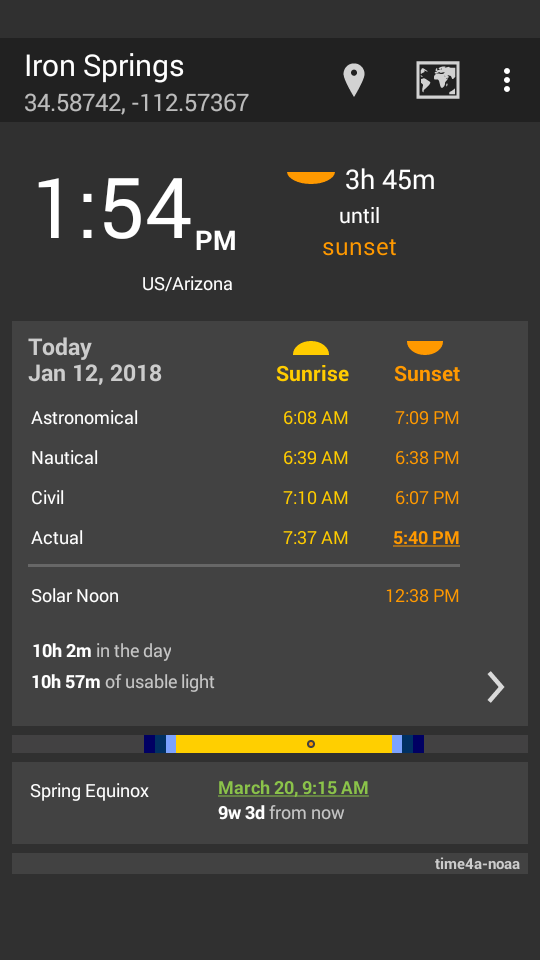 Iron Springs
34.58742, -112.57367
1:54 PM
US/Arizona
3h 45m
until
sunset
Today
Jan 12, 2018
Sunrise Sunset
Astronomical 6:08 AM 7:09 PM
Nautical 6:39 AM 6:38 PM
Civil 7:10 AM 6:07 PM
Actual 7:37 AM 5:40 PM
Solar Noon 12:38 PM
10h 2m in the day
10h 57m of usable light
Spring Equinox March 20, 9:15 AM
9w 3d from now
time4a-noaa